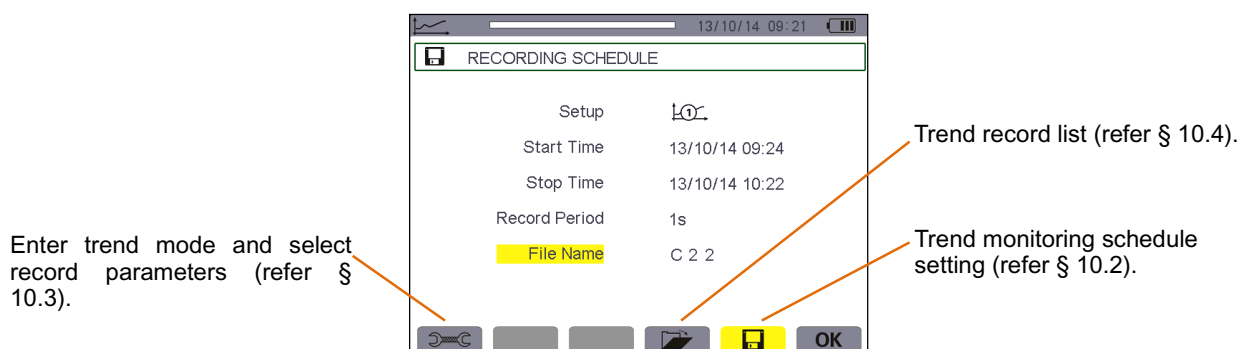 13/10/14 09:21
RECORDING SCHEDULE
Setup 1
Start Time 13/10/14 09:24
Stop Time 13/10/14 10:22
Record Period 1s
File Name C 2 2
OK
Enter trend mode and select
record parameters (refer §
10.3).
Trend record list (refer § 10.4).
Trend monitoring schedule
setting (refer § 10.2).